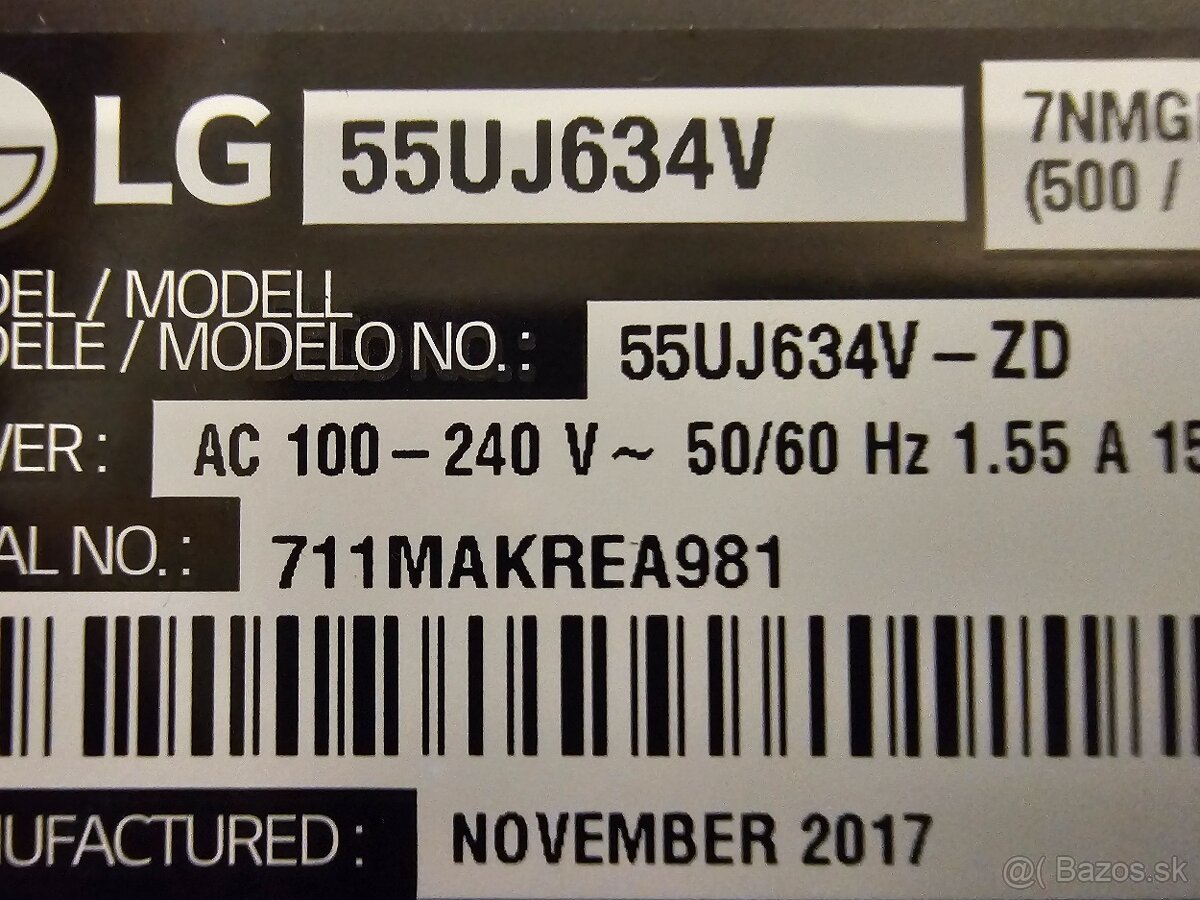 LG 55UJ634V 7NMG
(500 /
DEL / MODELL
DELE / MODELO NO. : 55UJ634V – ZD
WER : AC 100 – 240 V ~ 50/60 Hz 1.55 A 15
AL NO. : 711MAKREA981
NUFACTURED : NOVEMBER 2017
@( Bazos.sk